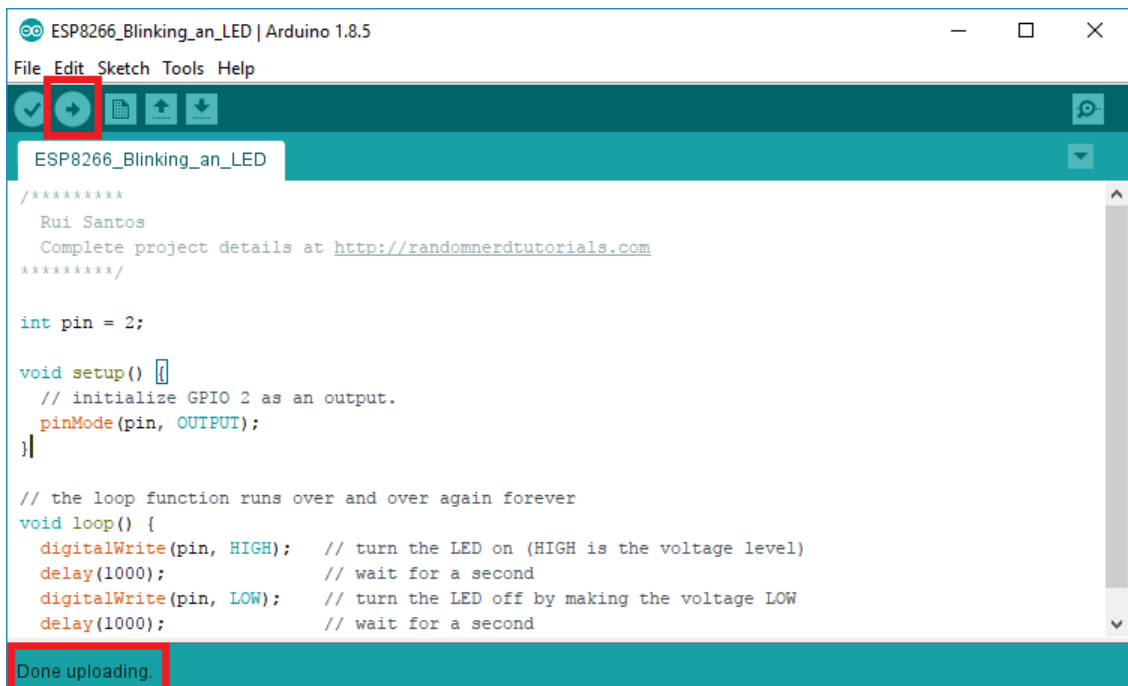 ESP8266_Blinking_an_LED | Arduino 1.8.5
File Edit Sketch Tools Help
ESP8266_Blinking_an_LED
/*********
  Rui Santos
  Complete project details at http://randomnerdtutorials.com
*********/
int pin = 2;
void setup() {
  // initialize GPIO 2 as an output.
  pinMode(pin, OUTPUT);
}
// the loop function runs over and over again forever
void loop() {
  digitalWrite(pin, HIGH);   // turn the LED on (HIGH is the voltage level)
  delay(1000);               // wait for a second
  digitalWrite(pin, LOW);    // turn the LED off by making the voltage LOW
  delay(1000);               // wait for a second
Done uploading.